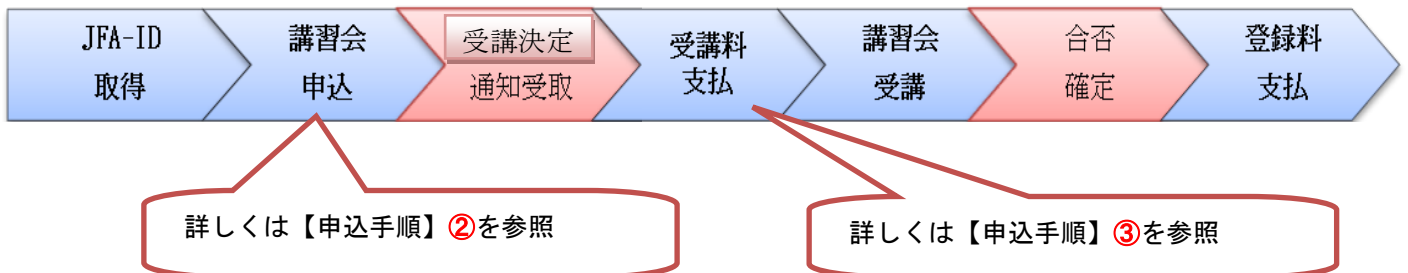 JFA-ID
取得
講習会
申込
受講決定
通知受取
受講料
支払
講習会
受講
合否
確定
登録料
支払
詳しくは【申込手順】②を参照
詳しくは【申込手順】③を参照